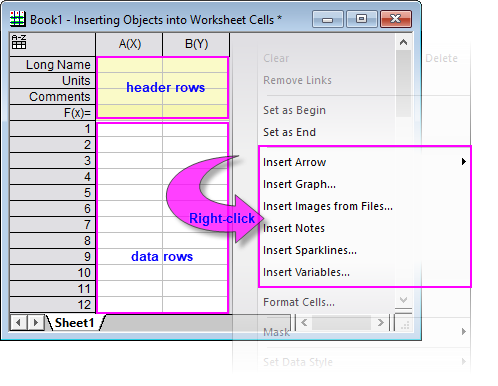 Book1 - Inserting Objects into Worksheet Cells *
A-Z
A(X) B(Y)
Long Name
Units
Comments
F(x)=
header rows
1
2
3
4
5
6
7
8
9
10
11
12
data rows
Sheet1
Right-click
Clear
Delete
Remove Links
Set as Begin
Set as End
Insert Arrow
Insert Graph...
Insert Images from Files...
Insert Notes
Insert Sparklines...
Insert Variables...
Format Cells...
Mask
Set Data Style